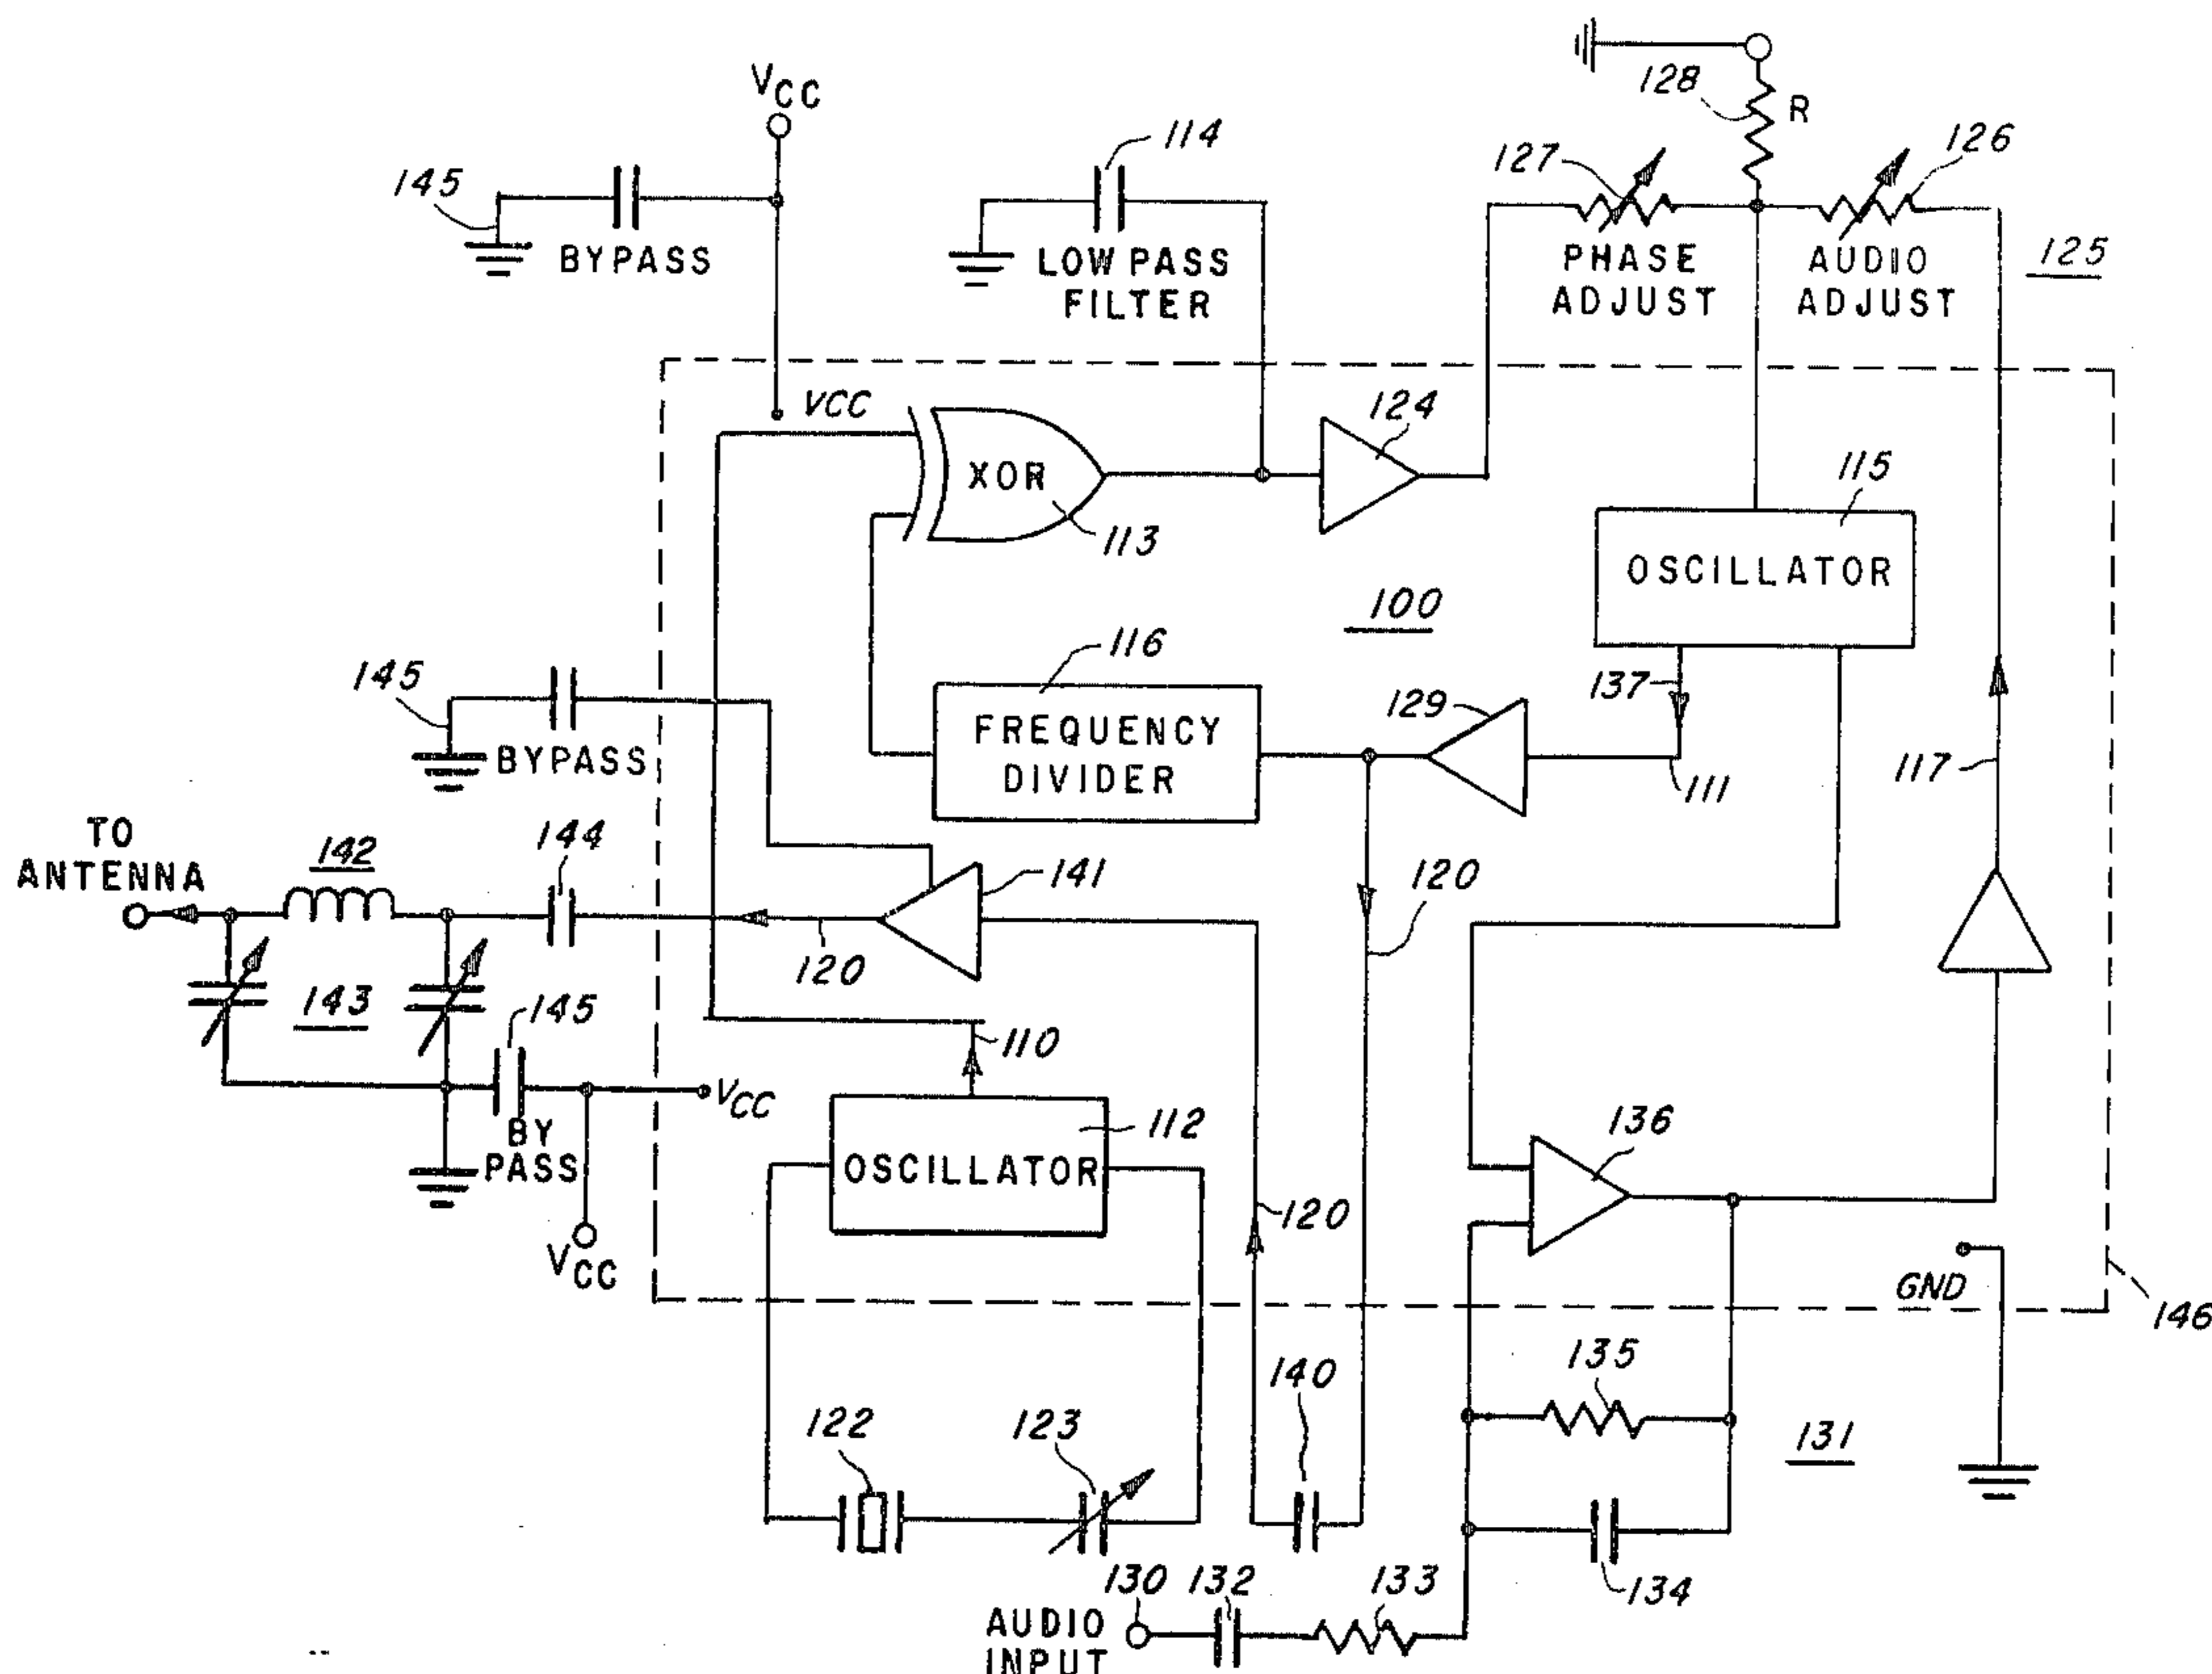 128
R
VCC
114
127
126
145
BYPASS
LOW PASS
FILTER
PHASE
ADJUST
AUDIO
ADJUST
125
VCC
124
XOR
115
113
OSCILLATOR
100
116
145
137
129
FREQUENCY
DIVIDER
BYPASS
111
117
TO
ANTENNA
142
144
141
120
120
143
145
110
VCC
112
136
BY
PASS
OSCILLATOR
120
VCC
GND
146
135
140
122
123
131
130
132
133
134
AUDIO
INPUT